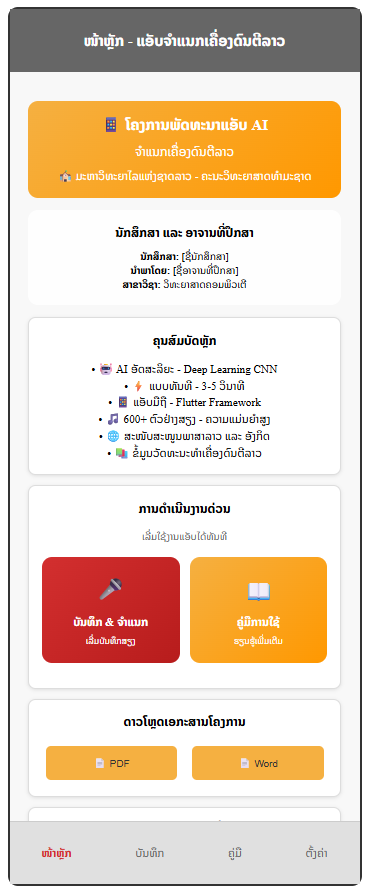 ໜ້າຫຼັກ - ແອັບຈຳແນກເຄື່ອງດົນຕີລາວ
ໂຄງການພັດທະນາແອັບ AI
ຈຳແນກເຄື່ອງດົນຕີລາວ
ມະຫາວິທະຍາໄລແຫ່ງຊາດລາວ - ຄະນະວິທະຍາສາດທຳມະຊາດ
ນັກສຶກສາ ແລະ ອາຈານທີ່ປຶກສາ
ນັກສຶກສາ: [ຊື່ນັກສຶກສາ]
ນຳພາໂດຍ: [ຊື່ອາຈານທີ່ປຶກສາ]
ສາຂາວິຊາ: ວິທະຍາສາດຄອມພິວເຕີ
ຄຸນສົມບັດຫຼັກ
• AI ອັດສະລິຍະ - Deep Learning CNN
• ແບບທັນທີ - 3-5 ວິນາທີ
• ແອັບມືຖື - Flutter Framework
• 600+ ຕົວຢ່າງສຽງ - ຄວາມແມ່ນຍຳສູງ
• ສະໜັບສະໜູນພາສາລາວ ແລະ ອັງກິດ
• ຂໍ້ມູນວັດທະນະທຳເຄື່ອງດົນຕີລາວ
ການດຳເນີນງານດ່ວນ
ເລີ່ມໃຊ້ງານແອັບໄດ້ທັນທີ
ບັນທຶກ & ຈຳແນກ
ເລີ່ມບັນທຶກສຽງ
ຄູ່ມືການໃຊ້
ຮຽນຮູ້ເພີ່ມເຕີມ
ດາວໂຫຼດເອກະສານໂຄງການ
PDF
Word
ໜ້າຫຼັກ
ບັນທຶກ
ຄູ່ມື
ຕັ້ງຄ່າ